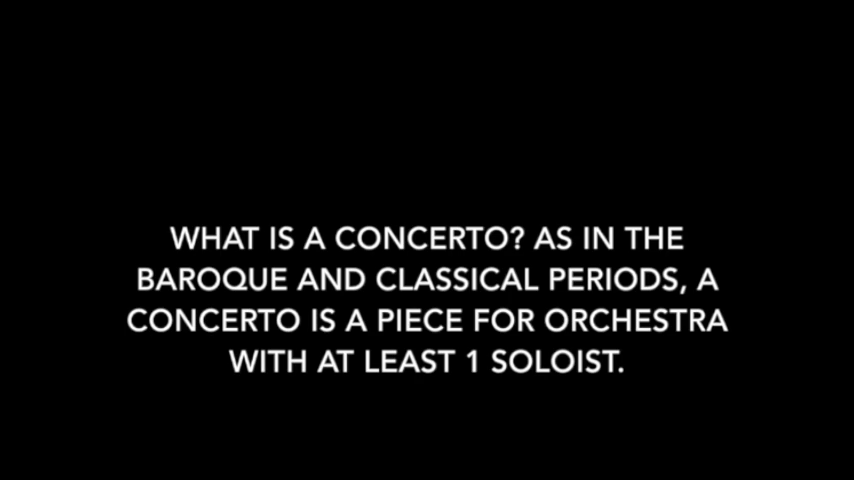 WHAT IS A CONCERTO? AS IN THE
BAROQUE AND CLASSICAL PERIODS, A
CONCERTO IS A PIECE FOR ORCHESTRA
WITH AT LEAST 1 SOLOIST.